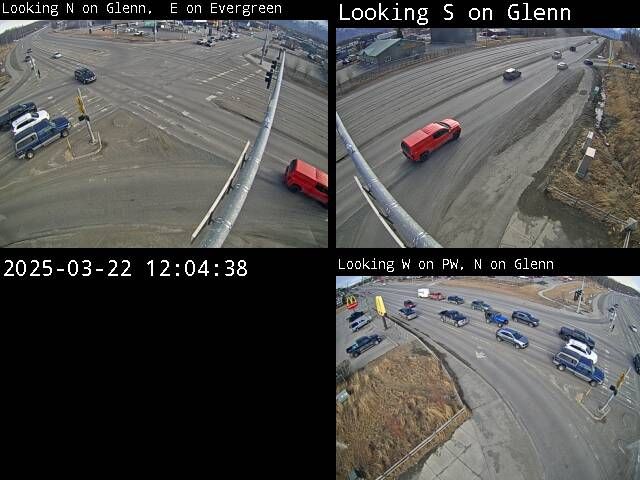 Looking N on Glenn, E on Evergreen
Looking S on Glenn
2025-03-22 12:04:38
Looking W on PW, N on Glenn